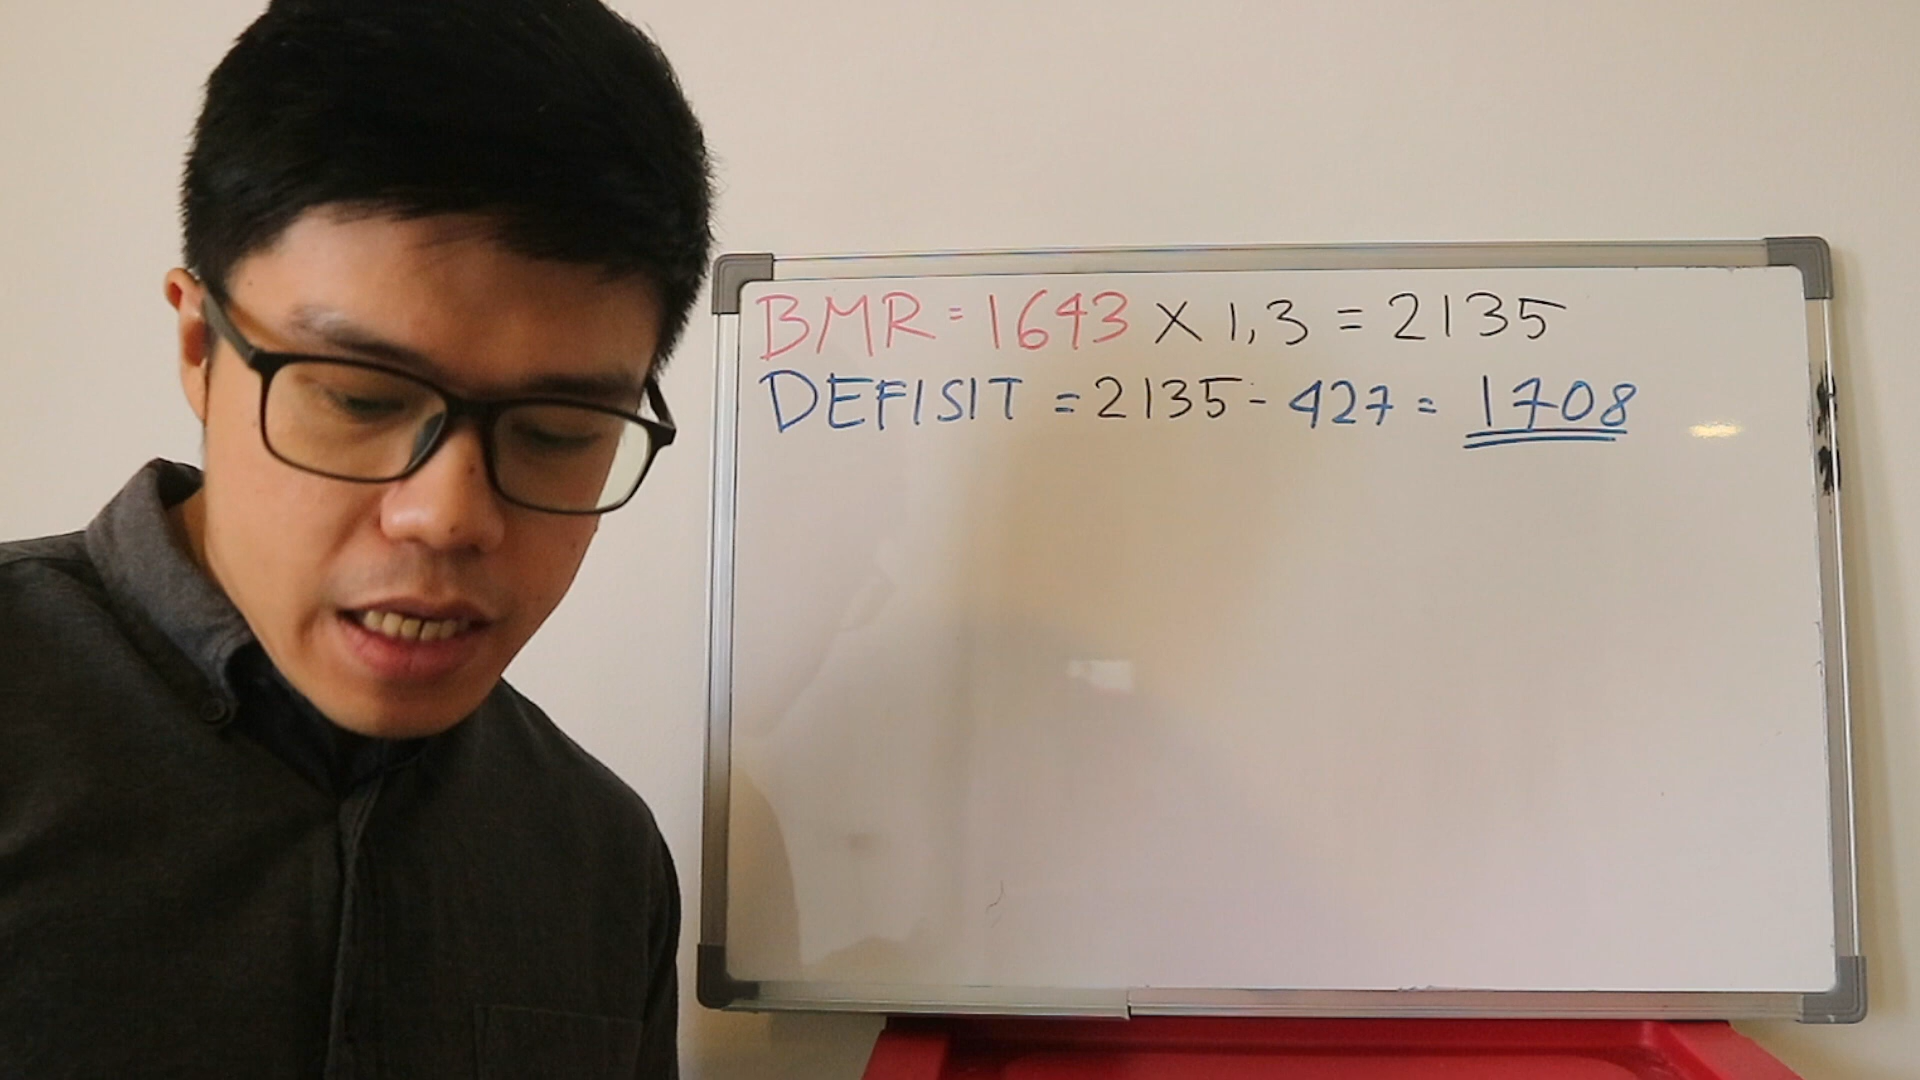 BMR = 1643 X 1,3 = 2135
DEFISIT = 2135 - 427 = 1708